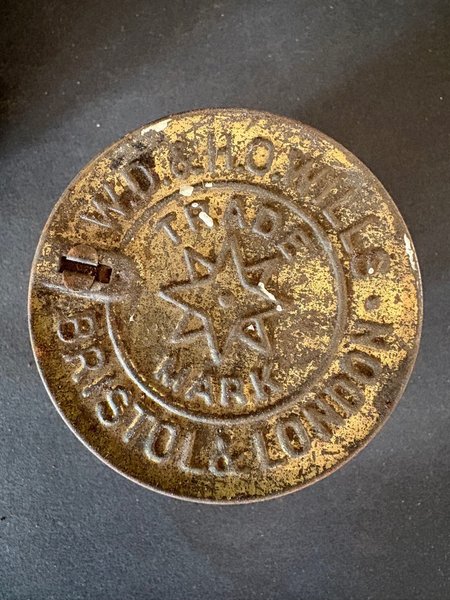 W.D. & H.O. WILLS •
BRISTOL & LONDON
TRADE
MARK